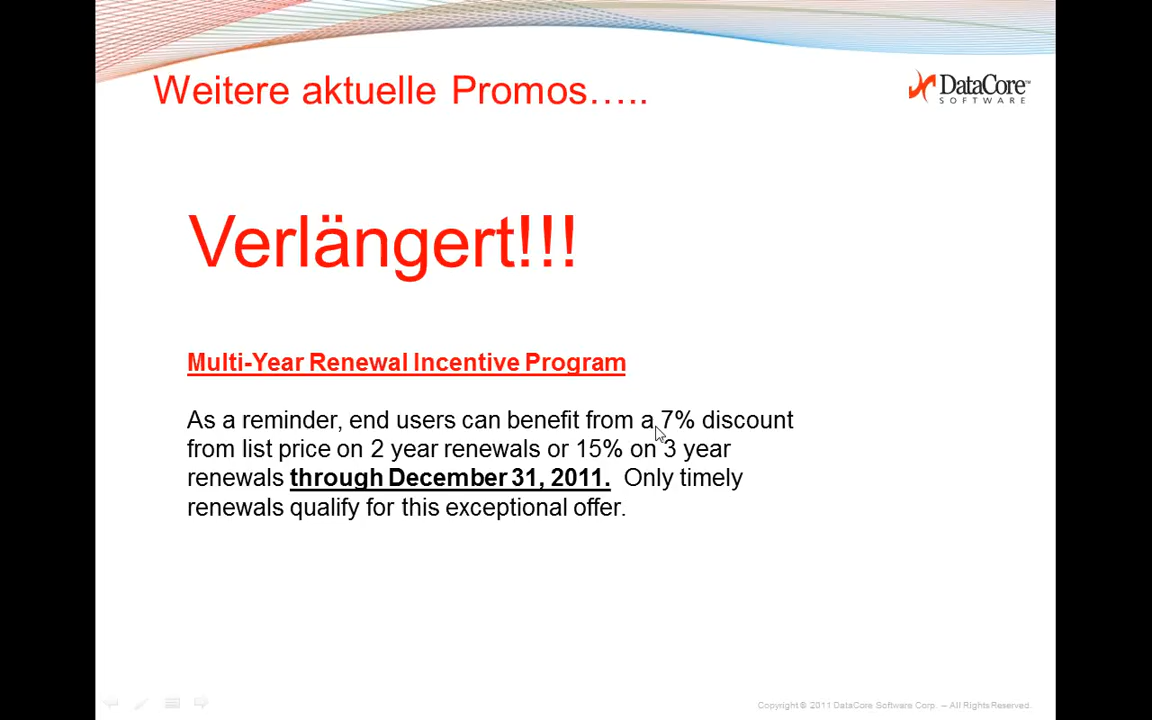 Weitere aktuelle Promos…..
DataCore™
SOFTWARE
Verlängert!!!
Multi-Year Renewal Incentive Program
As a reminder, end users can benefit from a 7% discount
from list price on 2 year renewals or 15% on 3 year
renewals through December 31, 2011. Only timely
renewals qualify for this exceptional offer.
Copyright © 2011 DataCore Software Corp. – All Rights Reserved.